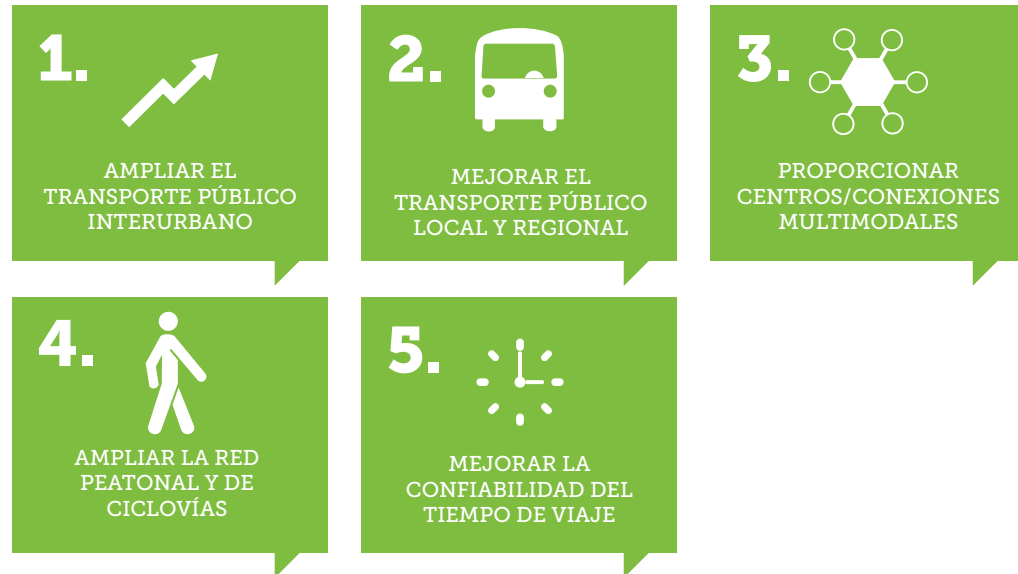 1.
AMPLIAR EL
TRANSPORTE PÚBLICO
INTERURBANO
2.
MEJORAR EL
TRANSPORTE PÚBLICO
LOCAL Y REGIONAL
3.
PROPORCIONAR
CENTROS/CONEXIONES
MULTIMODALES
4.
AMPLIAR LA RED
PEATONAL Y DE
CICLOVÍAS
5.
MEJORAR LA
CONFIABILIDAD DEL
TIEMPO DE VIAJE